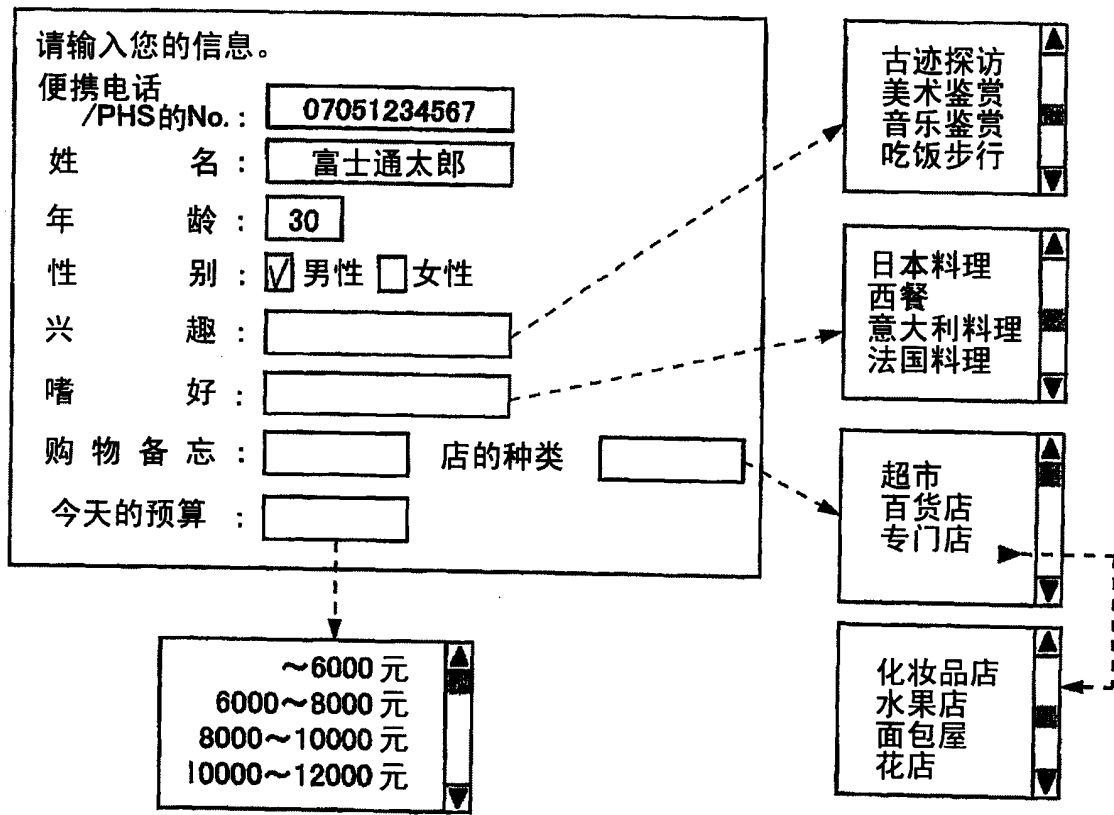 请输入您的信息。
便携电话
/PHS的No.: 07051234567
姓 名: 富士通太郎
年 龄: 30
性 别: √ 男性 女性
兴 趣:
嗜 好:
购物备忘: 店的种类
今天的预算:
～6000元
6000～8000元
8000～10000元
10000～12000元
古迹探访
美术鉴赏
音乐鉴赏
吃饭步行
日本料理
西餐
意大利料理
法国料理
超市
百货店
专门店
化妆品店
水果店
面包屋
花店